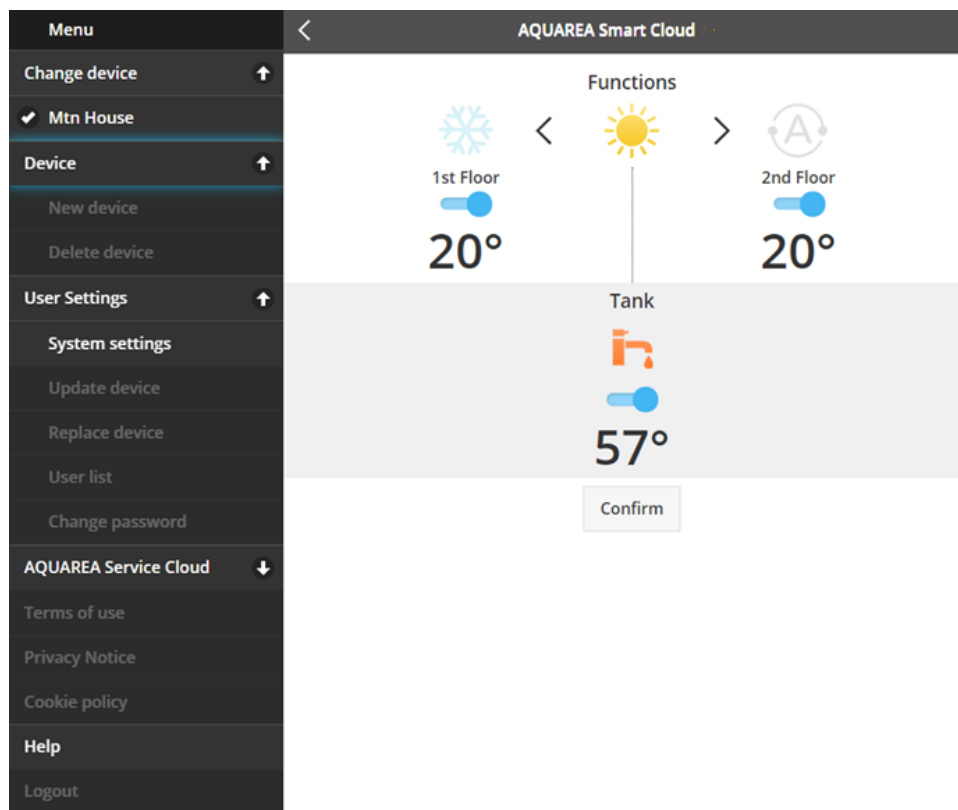 Menu
Change device
Mtn House
Device
New device
Delete device
User Settings
System settings
Update device
Replace device
User list
Change password
AQUAREA Service Cloud
Terms of use
Privacy Notice
Cookie policy
Help
Logout
AQUAREA Smart Cloud
Functions
A
1st Floor
2nd Floor
20°
20°
Tank
57°
Confirm